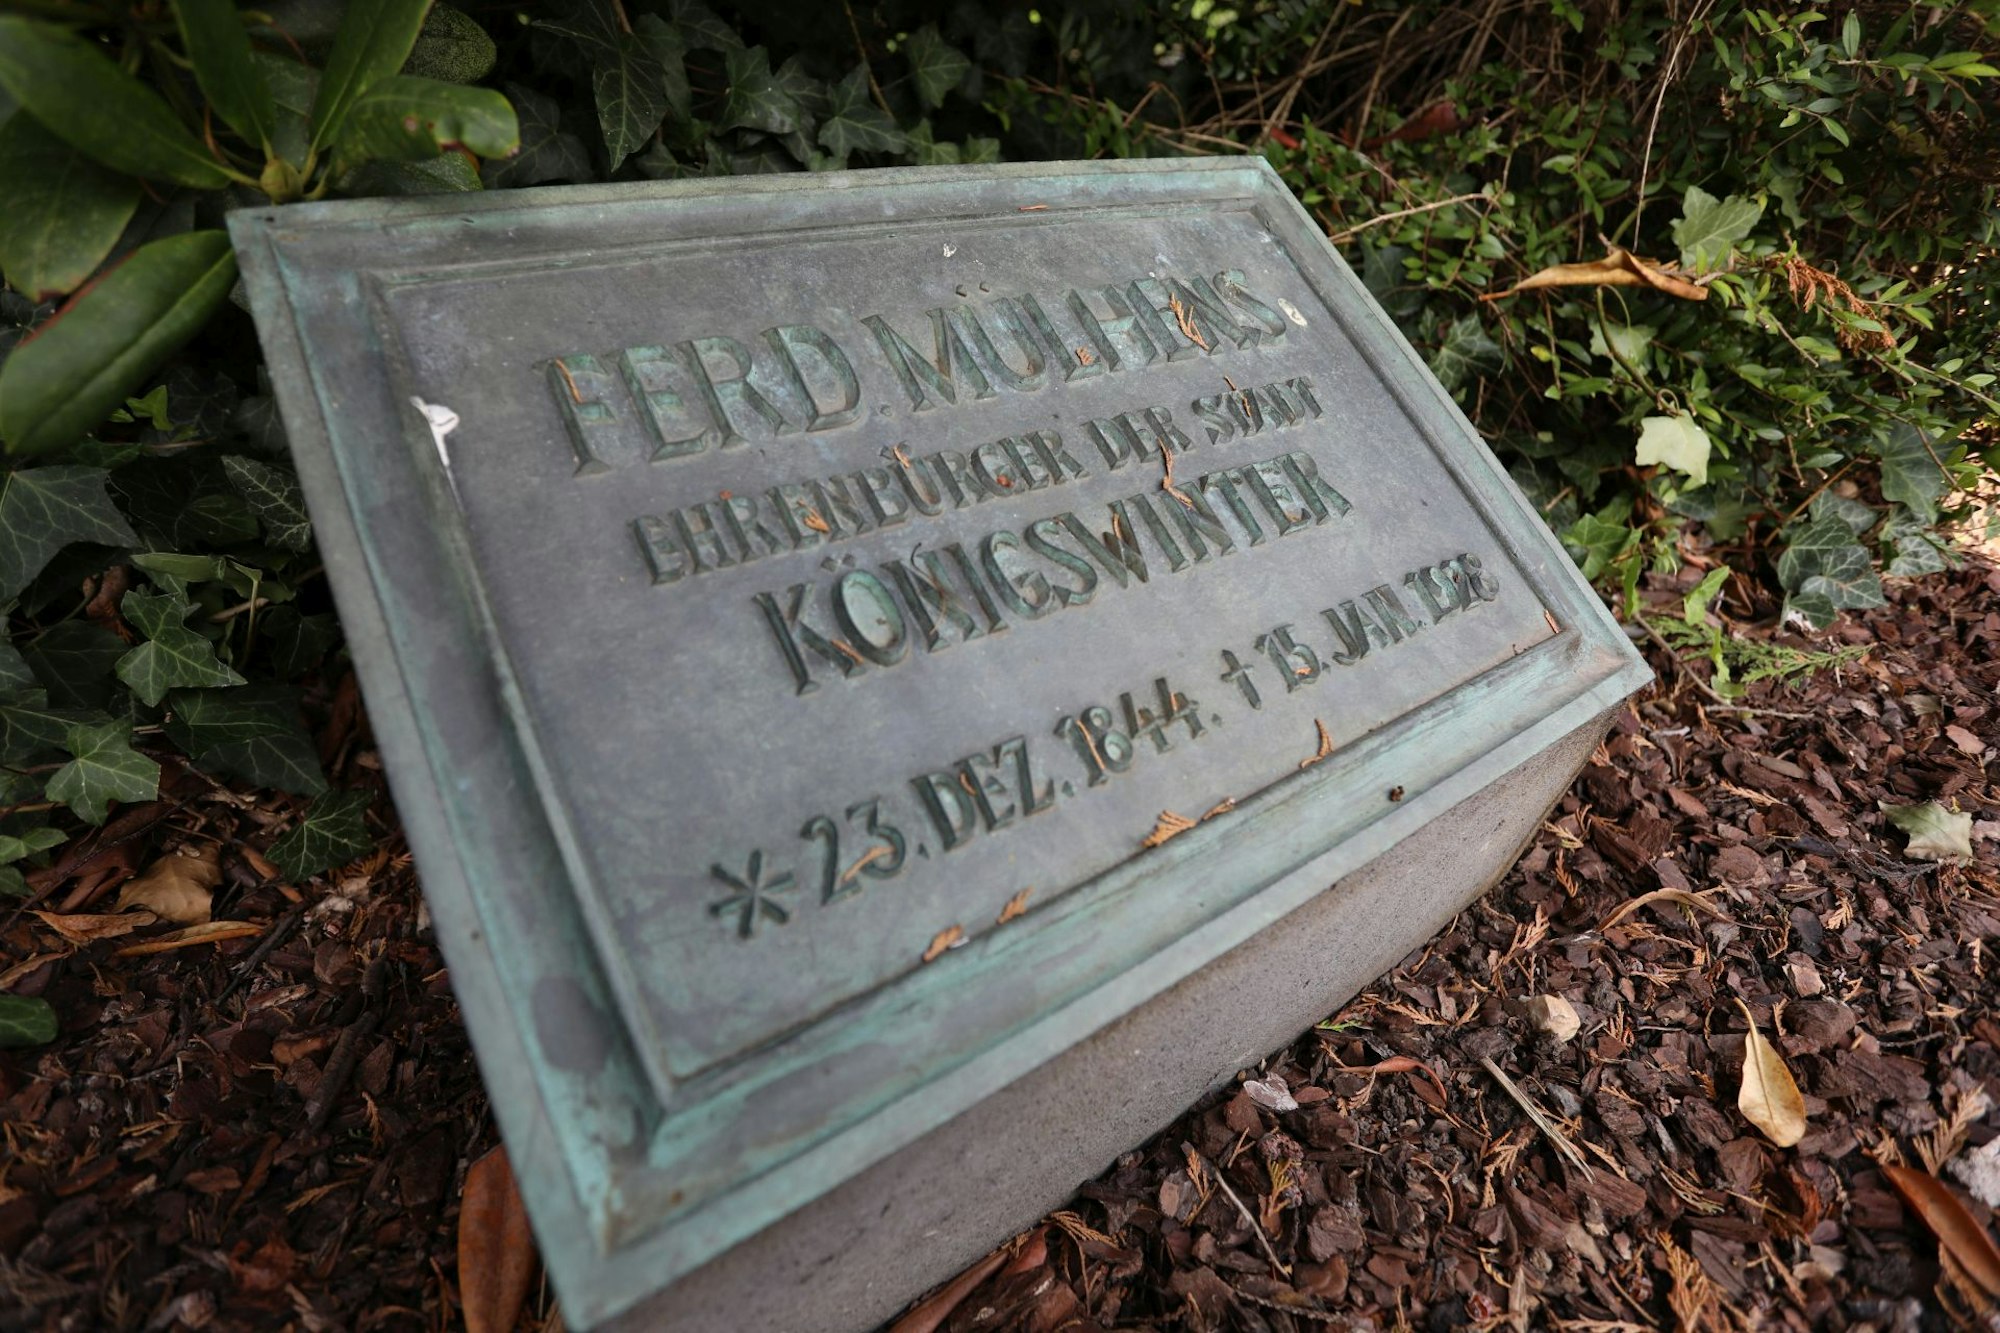 FERD. MÜLHENS
EHRENBÜRGER DER STADT
KÖNIGSWINTER
* 23. DEZ. 1844. † 15. JAN. 1928